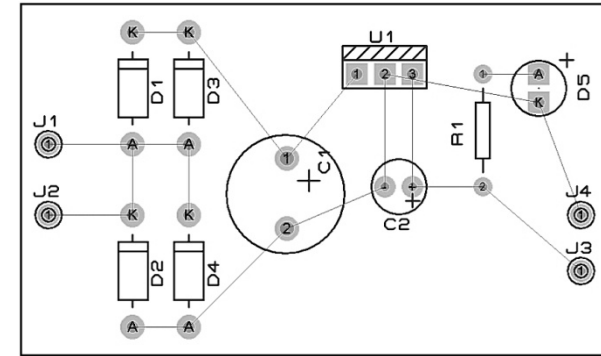 K K U1
1 2 3 1 A +
D1 D3 D5
K
J1 R1
1 A A 1 C1
+
J2 J4
1 K K + 2 1
C2
2 J3
D2 D4 1
A A